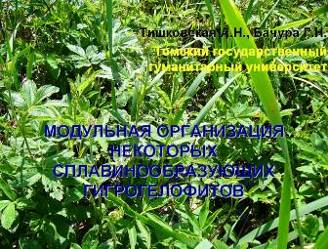 Тишковская А.Н., Бачура Г.Н.
Томский государственный
гуманитарный университет
МОДУЛЬНАЯ ОРГАНИЗАЦИЯ
НЕКОТОРЫХ
СПЛАВИНООБРАЗУЮЩИХ
ГИГРОГЕЛОФИТОВ